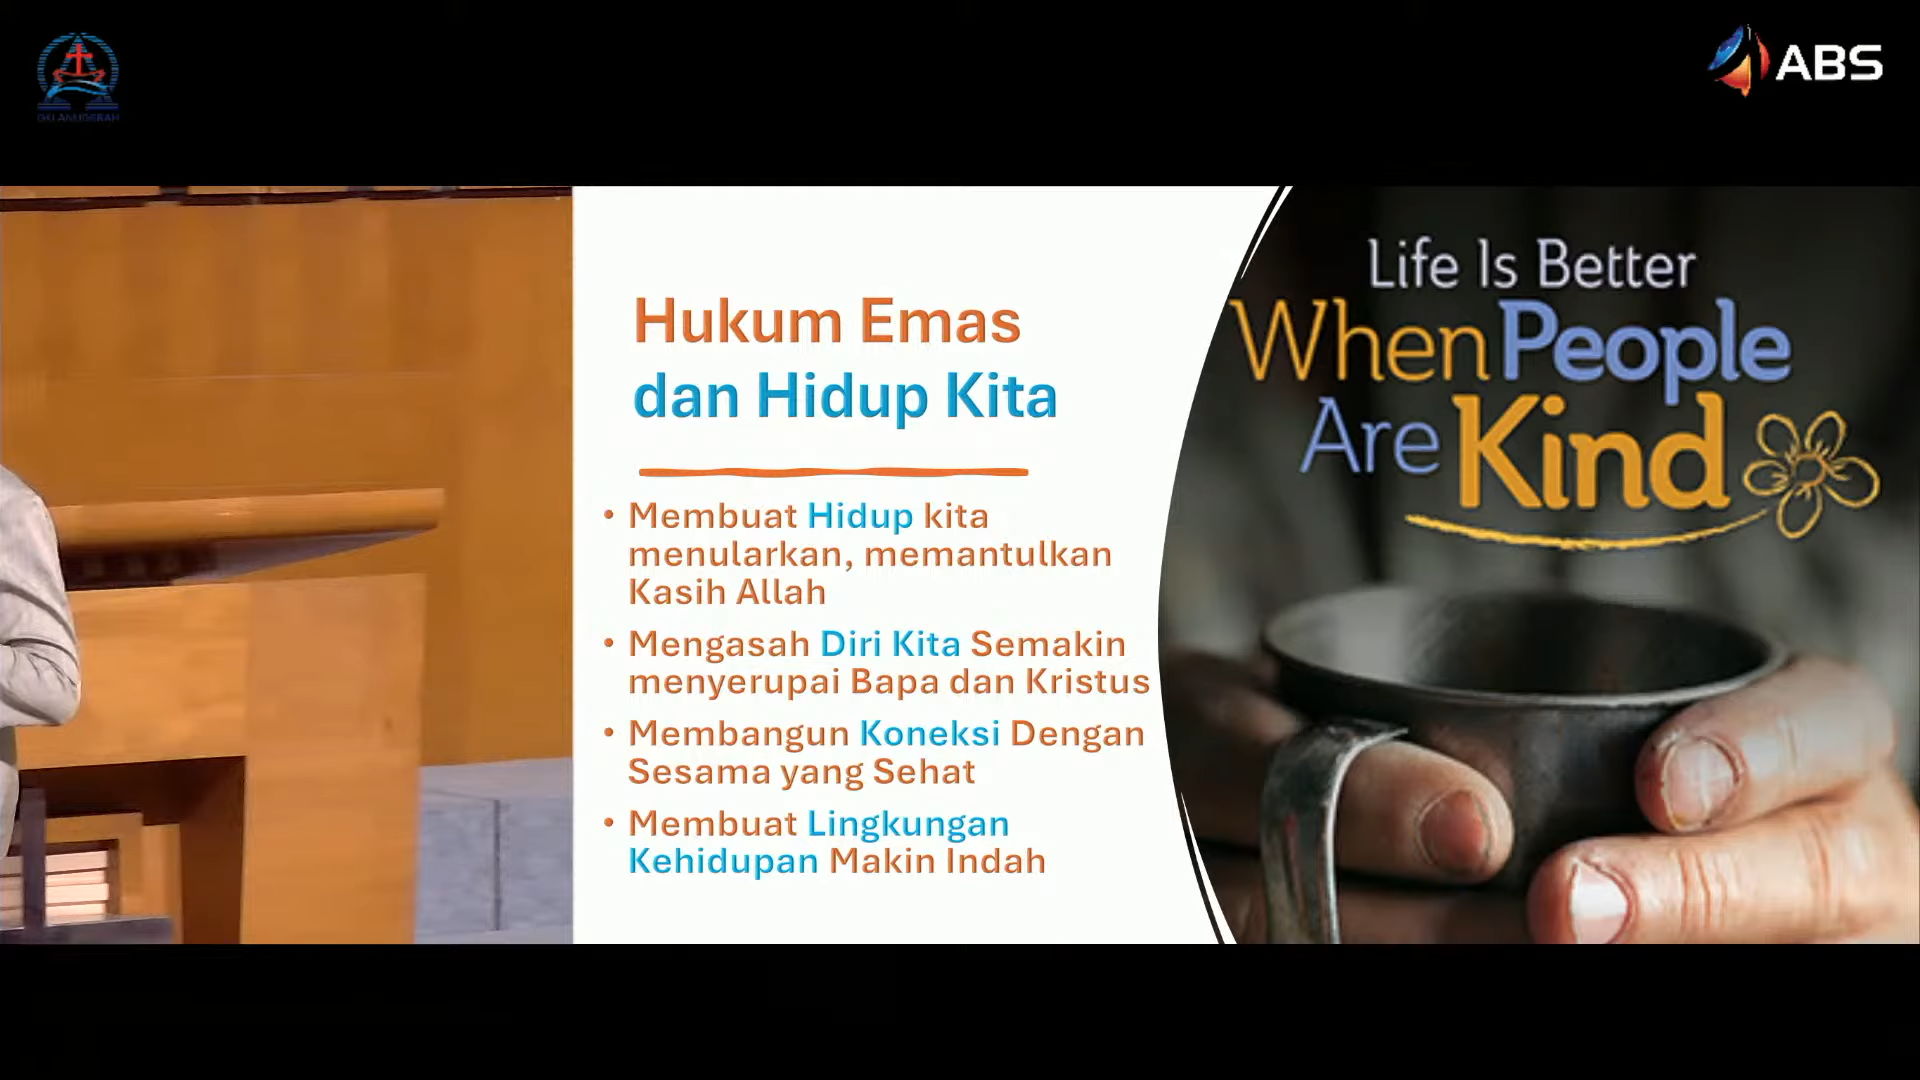 GKI ANUGERAH
ABS
Hukum Emas
dan Hidup Kita
• Membuat Hidup kita
menularkan, memantulkan
Kasih Allah
• Mengasah Diri Kita Semakin
menyerupai Bapa dan Kristus
• Membangun Koneksi Dengan
Sesama yang Sehat
• Membuat Lingkungan
Kehidupan Makin Indah
Life Is Better
When People
Are Kind